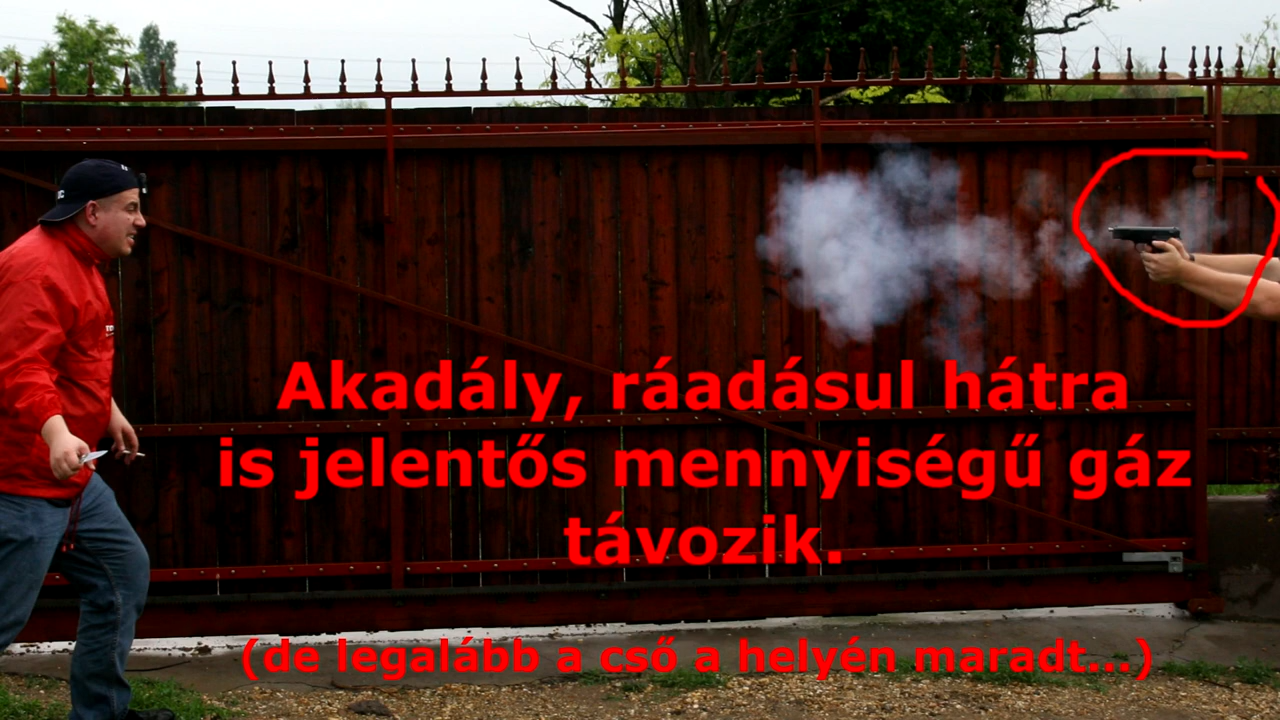 Akadály, ráadásul hátra
is jelentős mennyiségű gáz
távozik.
(de legalább a cső a helyén maradt...)